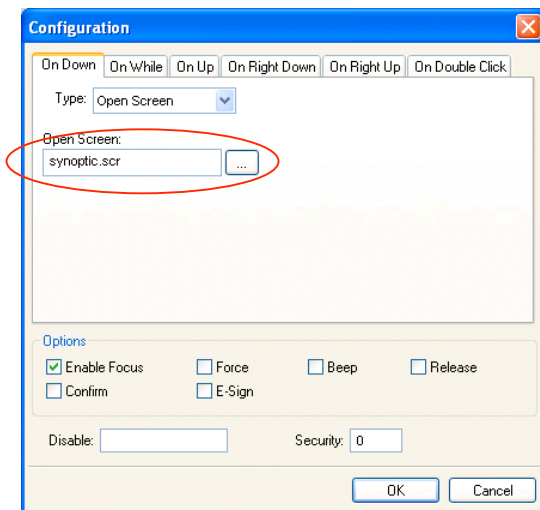 Configuration
On Down On While On Up On Right Down On Right Up On Double Click
Type: Open Screen
Open Screen:
synoptic.scr ...
Options
Enable Focus Force Beep Release
Confirm E-Sign
Disable: Security: 0
OK Cancel